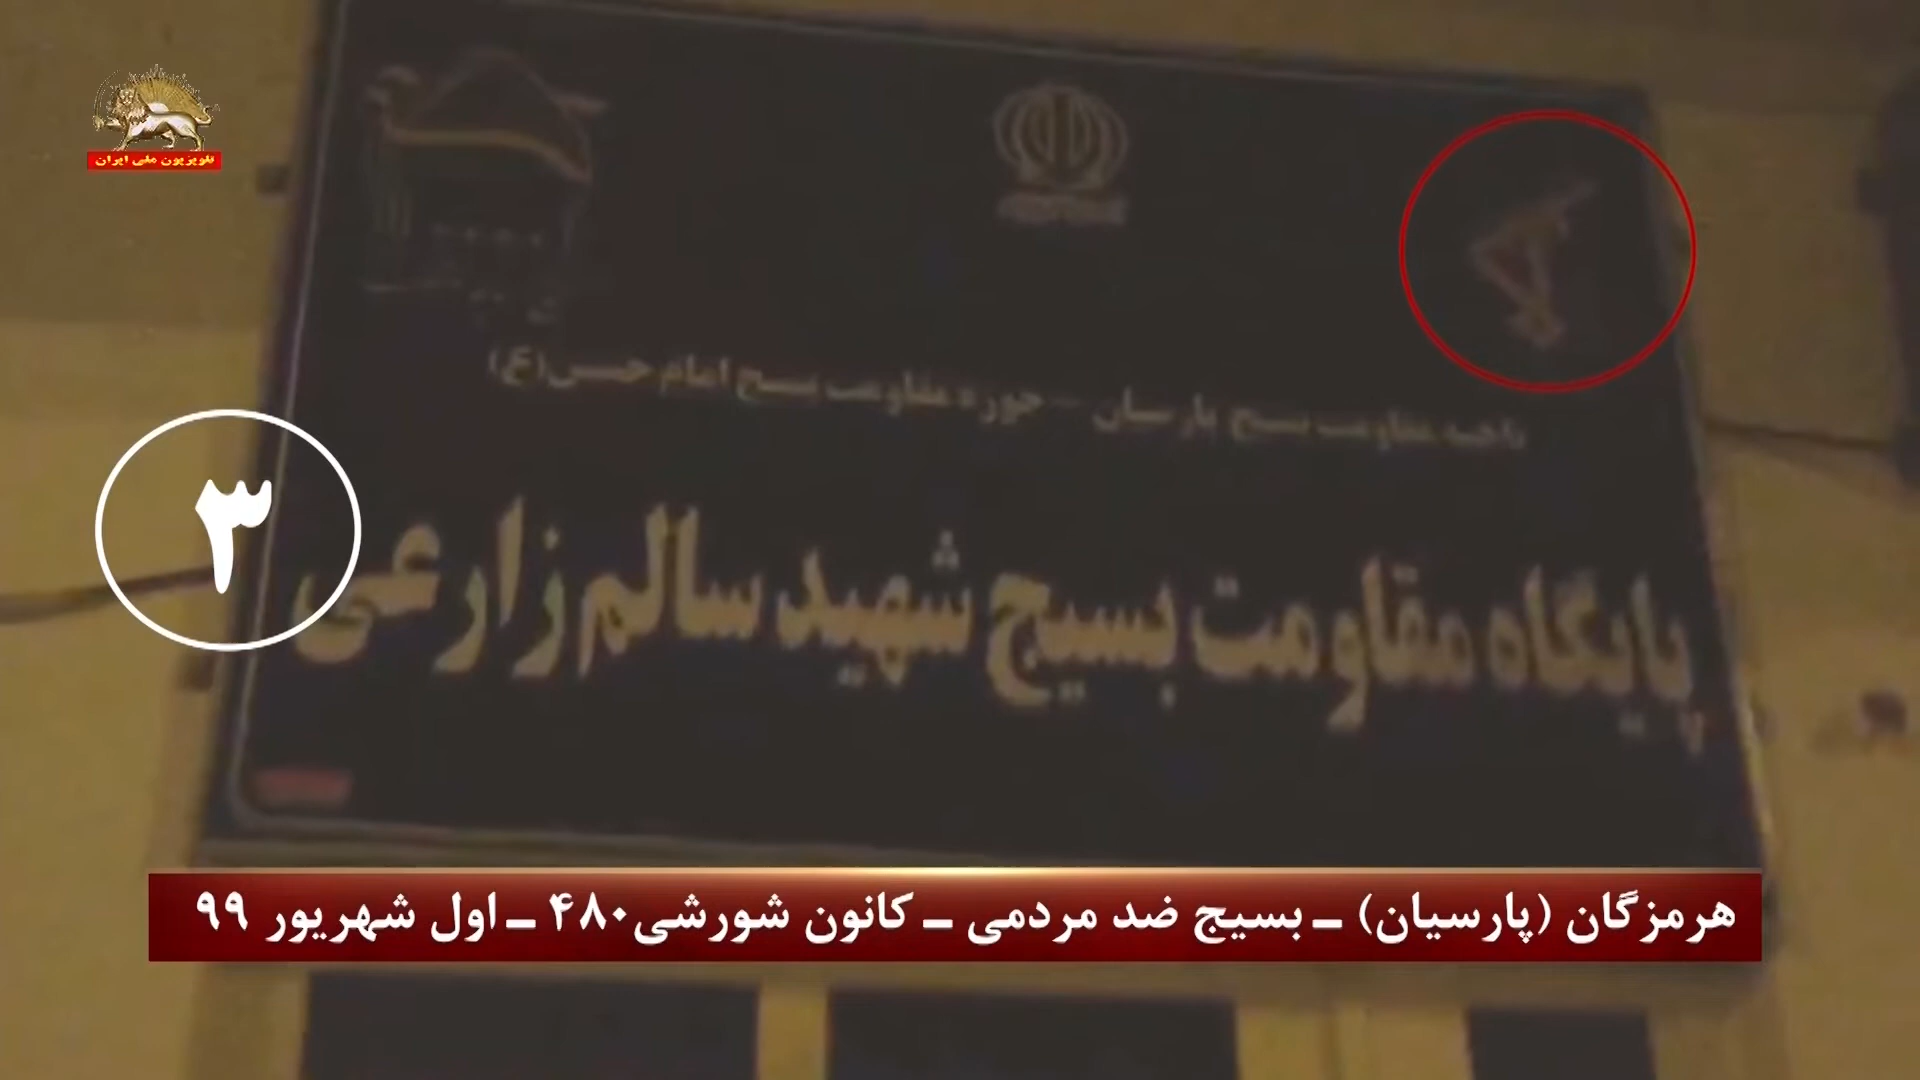 تلویزیون ملی ایران
ناحیه مقاومت بسیج پارسیان - حوزه مقاومت بسیج امام حسن(ع)
پایگاه مقاومت بسیج شهید سالم زارعی
۳
هرمزگان (پارسیان) ـ بسیج ضد مردمی ـ کانون شورشی۴۸۰ ـ اول شهریور ۹۹